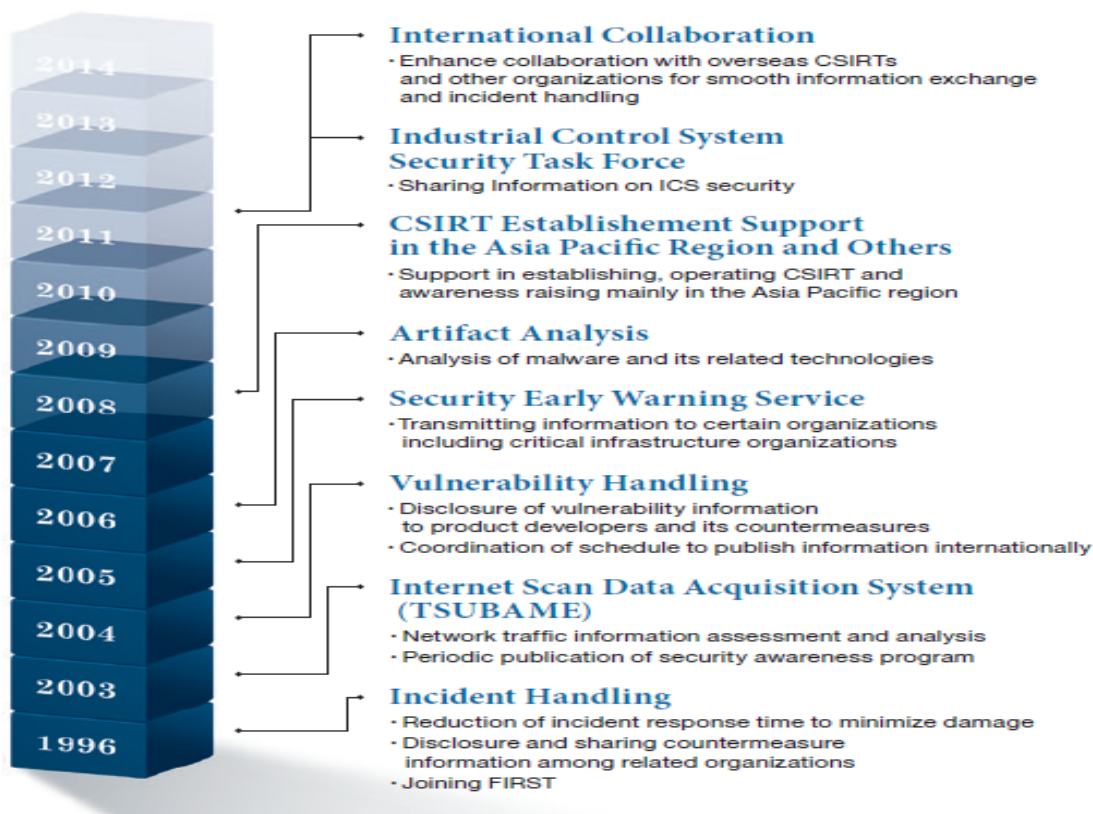 2014
2013
2012
2011
2010
2009
2008
2007
2006
2005
2004
2003
1996
International Collaboration
· Enhance collaboration with overseas CSIRTs
and other organizations for smooth information exchange
and incident handling
Industrial Control System
Security Task Force
· Sharing Information on ICS security
CSIRT Establishement Support
in the Asia Pacific Region and Others
· Support in establishing, operating CSIRT and
awareness raising mainly in the Asia Pacific region
Artifact Analysis
· Analysis of malware and its related technologies
Security Early Warning Service
· Transmitting information to certain organizations
including critical infrastructure organizations
Vulnerability Handling
· Disclosure of vulnerability information
to product developers and its countermeasures
· Coordination of schedule to publish information internationally
Internet Scan Data Acquisition System
(TSUBAME)
· Network traffic information assessment and analysis
· Periodic publication of security awareness program
Incident Handling
· Reduction of incident response time to minimize damage
· Disclosure and sharing countermeasure
information among related organizations
· Joining FIRST